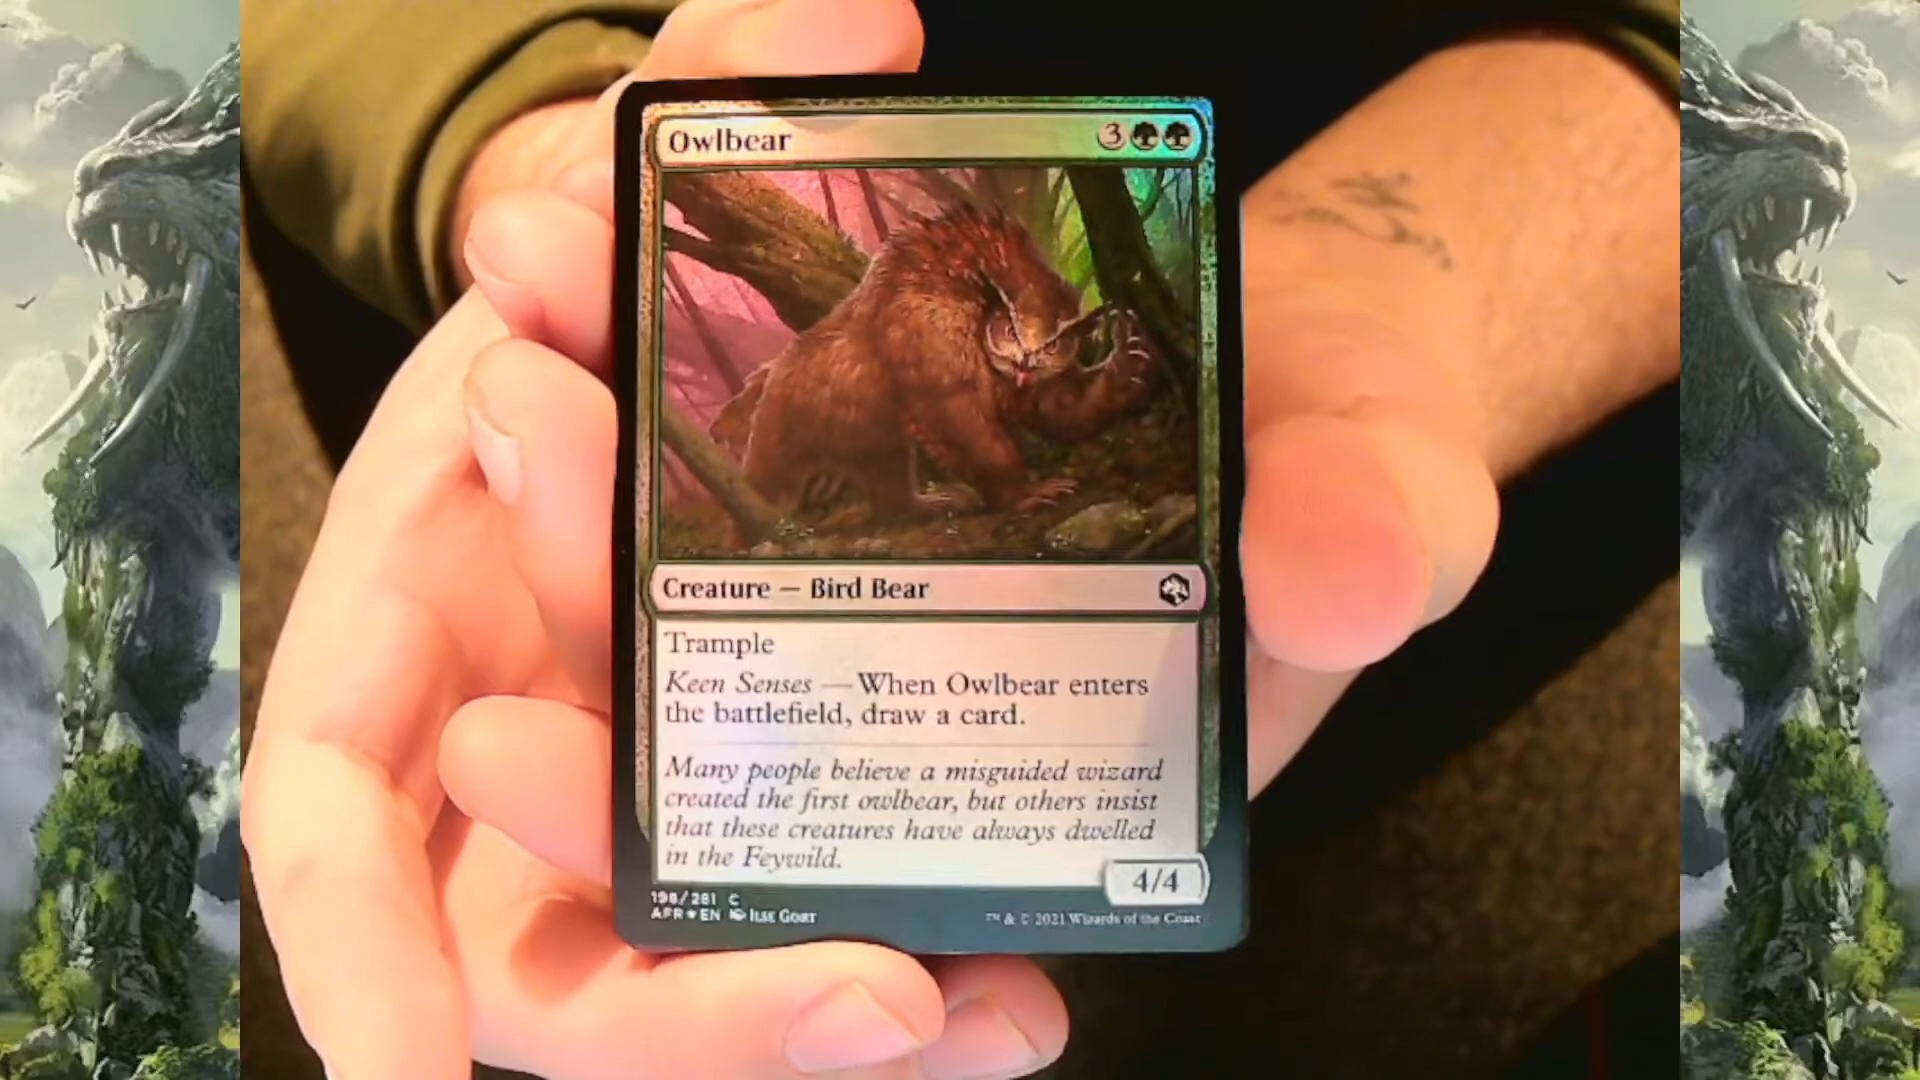 Owlbear 3
Creature — Bird Bear
Trample
Keen Senses — When Owlbear enters
the battlefield, draw a card.
Many people believe a misguided wizard
created the first owlbear, but others insist
that these creatures have always dwelled
in the Feywild.
4/4
198/281 C
AFR★EN Ilse Gort
™ & © 2021 Wizards of the Coast